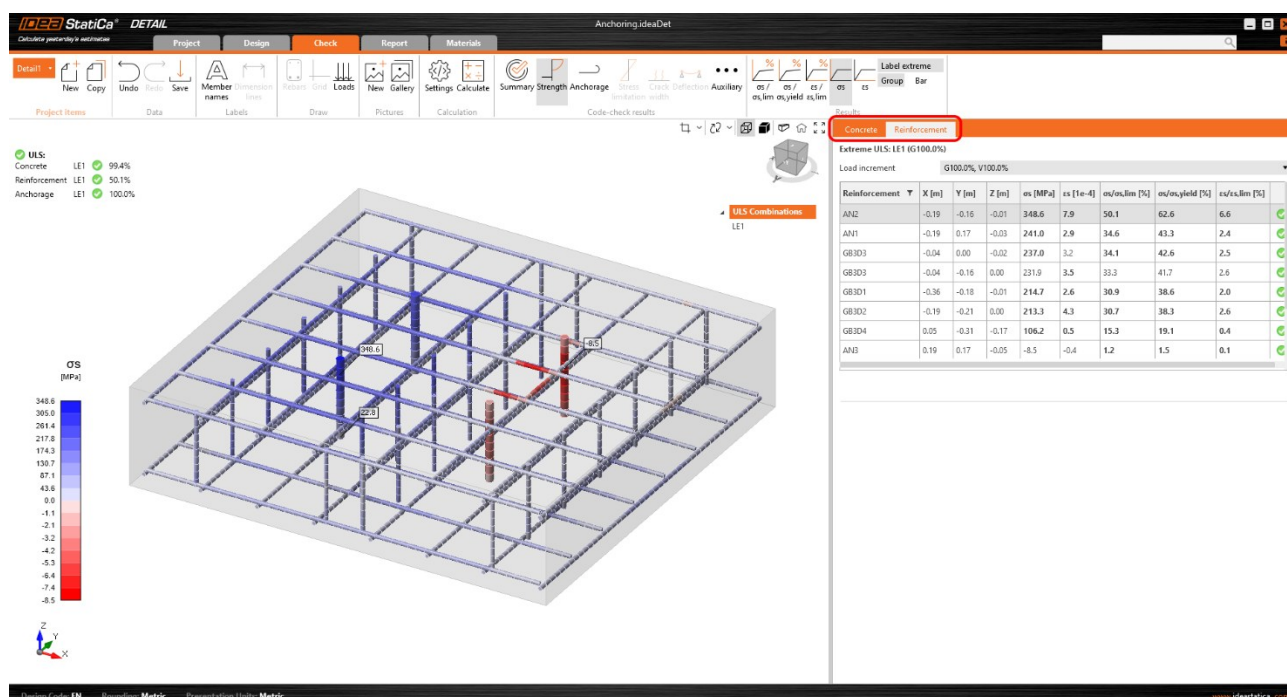 IDEA StatiCa® DETAIL
Calculate yesterday's estimates
Anchoring.ideaDet
Project Design Check Report Materials
Detail1 New Copy Undo Redo Save Member names Dimension lines Rebars Grid Loads New Gallery Settings Calculate Summary Strength Anchorage Stress limitation Crack width Deflection Auxiliary σs / σs,lim σs / σs,yield εs / εs,lim σs εs Label extreme Group Bar
Project Items Data Labels Draw Pictures Calculation Code-check results Results
ULS:
Concrete LE1 99.4%
Reinforcement LE1 50.1%
Anchorage LE1 100.0%
ULS Combinations
LE1
348.6
-8.5
22.8
σs
[MPa]
348.6
305.0
261.4
217.8
174.3
130.7
87.1
43.6
0.0
-1.1
-2.1
-3.2
-4.2
-5.3
-6.4
-7.4
-8.5
Z
Y
X
Concrete Reinforcement
Extreme ULS: LE1 (G100.0%)
Load increment G100.0%, V100.0%
Reinforcement X [m] Y [m] Z [m] σs [MPa] εs [1e-4] σs/σs,lim [%] σs/σs,yield [%] εs/εs,lim [%]
AN2 -0.19 -0.16 -0.01 348.6 7.9 50.1 62.6 6.6
AN1 -0.19 0.17 -0.03 241.0 2.9 34.6 43.3 2.4
GB3D3 -0.04 0.00 -0.02 237.0 3.2 34.1 42.6 2.5
GB3D3 -0.04 -0.16 0.00 231.9 3.5 33.3 41.7 2.6
GB3D1 -0.36 -0.18 -0.01 214.7 2.6 30.9 38.6 2.0
GB3D2 -0.19 -0.21 0.00 213.3 4.3 30.7 38.3 2.6
GB3D4 0.05 -0.31 -0.17 106.2 0.5 15.3 19.1 0.4
AN3 0.19 0.17 -0.05 -8.5 -0.4 1.2 1.5 0.1
Design Code: EN Rounding: Metric Presentation Units: Metric
www.ideastatica.com